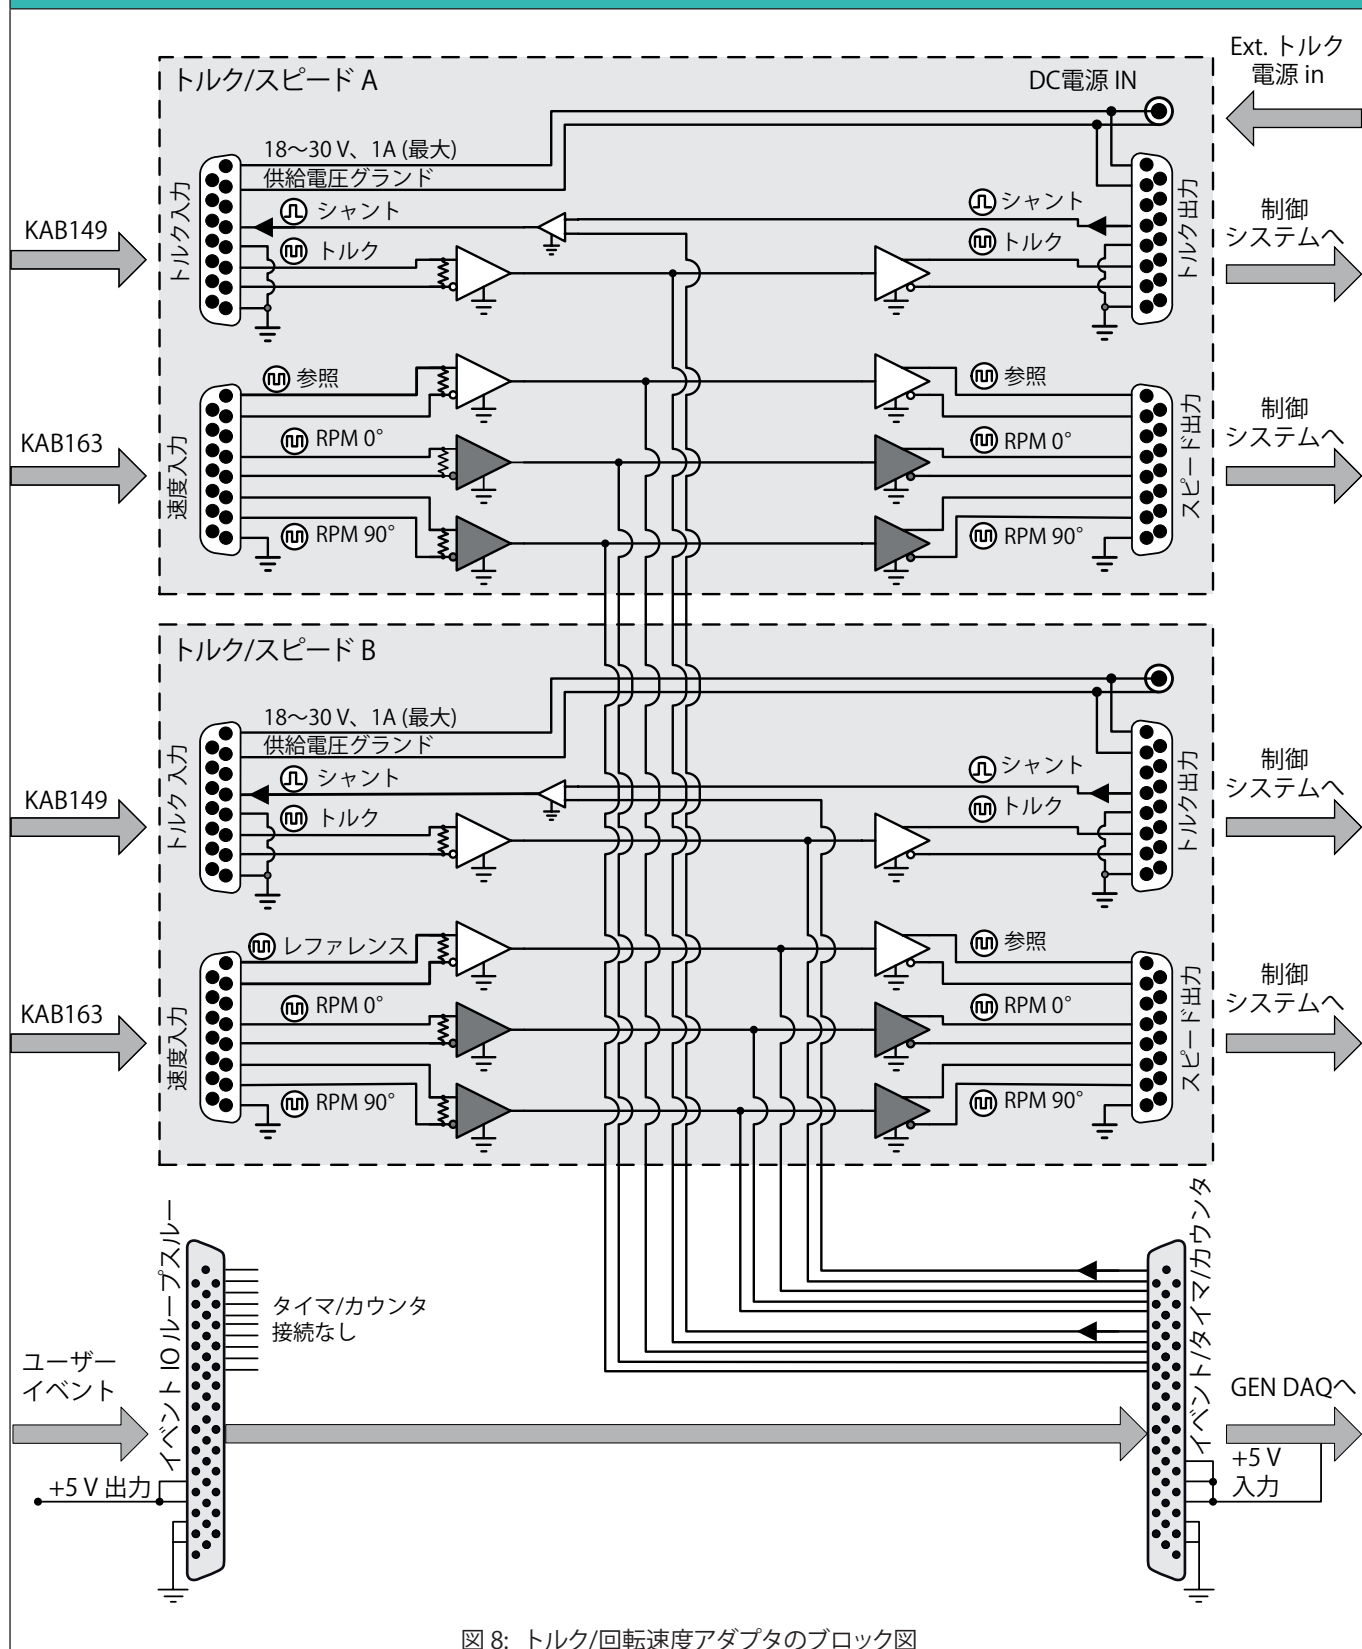 Ext. トルク
電源 in
トルク/スピード A
DC電源 IN
18～30 V、1A (最大)
供給電圧グランド
シャント
トルク
トルク入力
KAB149
シャント
トルク
トルク出力
制御
システムへ
参照
RPM 0°
RPM 90°
速度入力
KAB163
参照
RPM 0°
RPM 90°
スピード出力
制御
システムへ
トルク/スピード B
18～30 V、1A (最大)
供給電圧グランド
シャント
トルク
トルク入力
KAB149
シャント
トルク
トルク出力
制御
システムへ
レファレンス
RPM 0°
RPM 90°
速度入力
KAB163
参照
RPM 0°
RPM 90°
スピード出力
制御
システムへ
イベント IO ループスルー
タイマ/カウンタ
接続なし
ユーザー
イベント
+5 V 出力
イベント/タイマ/カウンタ
GEN DAQへ
+5 V
入力
図 8: トルク/回転速度アダプタのブロック図